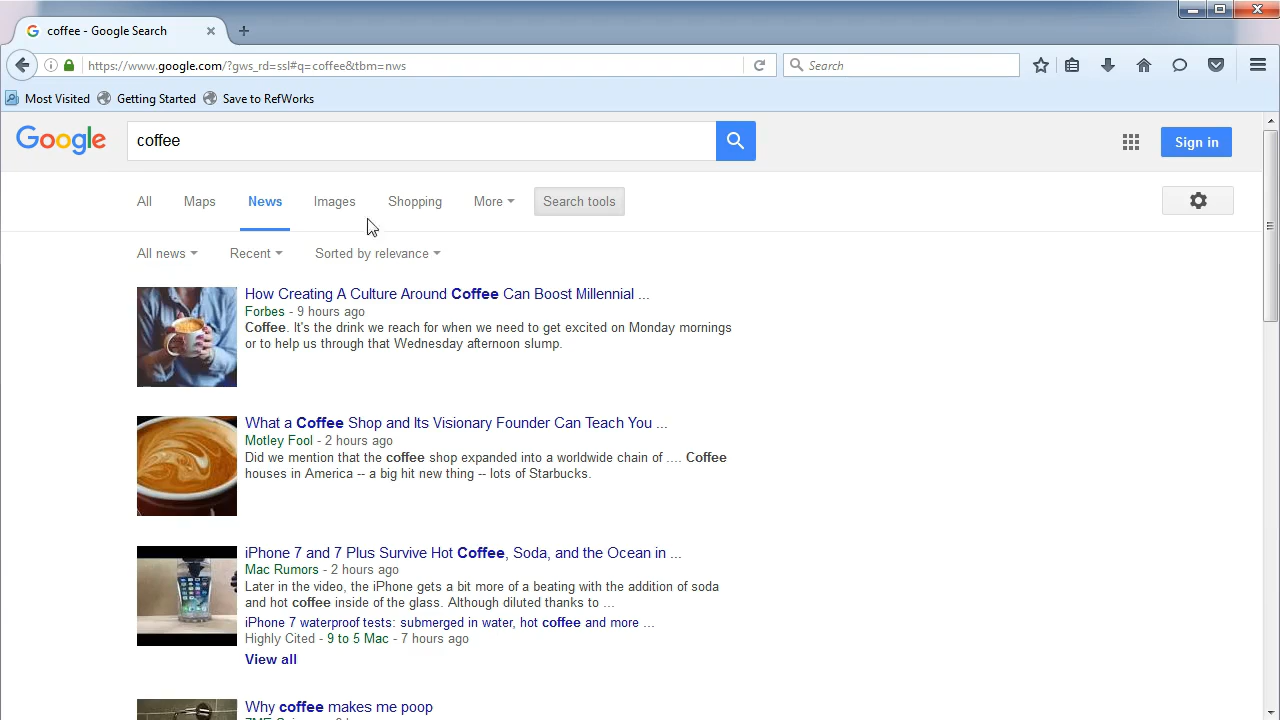 coffee - Google Search
https://www.google.com/?gws_rd=ssl#q=coffee&tbm=nws
Search
Most Visited
Getting Started
Save to RefWorks
Google
coffee
Sign in
All
Maps
News
Images
Shopping
More
Search tools
All news
Recent
Sorted by relevance
How Creating A Culture Around Coffee Can Boost Millennial ...
Forbes - 9 hours ago
Coffee. It's the drink we reach for when we need to get excited on Monday mornings
or to help us through that Wednesday afternoon slump.
What a Coffee Shop and Its Visionary Founder Can Teach You ...
Motley Fool - 2 hours ago
Did we mention that the coffee shop expanded into a worldwide chain of .... Coffee
houses in America -- a big hit new thing -- lots of Starbucks.
iPhone 7 and 7 Plus Survive Hot Coffee, Soda, and the Ocean in ...
Mac Rumors - 2 hours ago
Later in the video, the iPhone gets a bit more of a beating with the addition of soda
and hot coffee inside of the glass. Although diluted thanks to ...
iPhone 7 waterproof tests: submerged in water, hot coffee and more ...
Highly Cited - 9 to 5 Mac - 7 hours ago
View all
Why coffee makes me poop